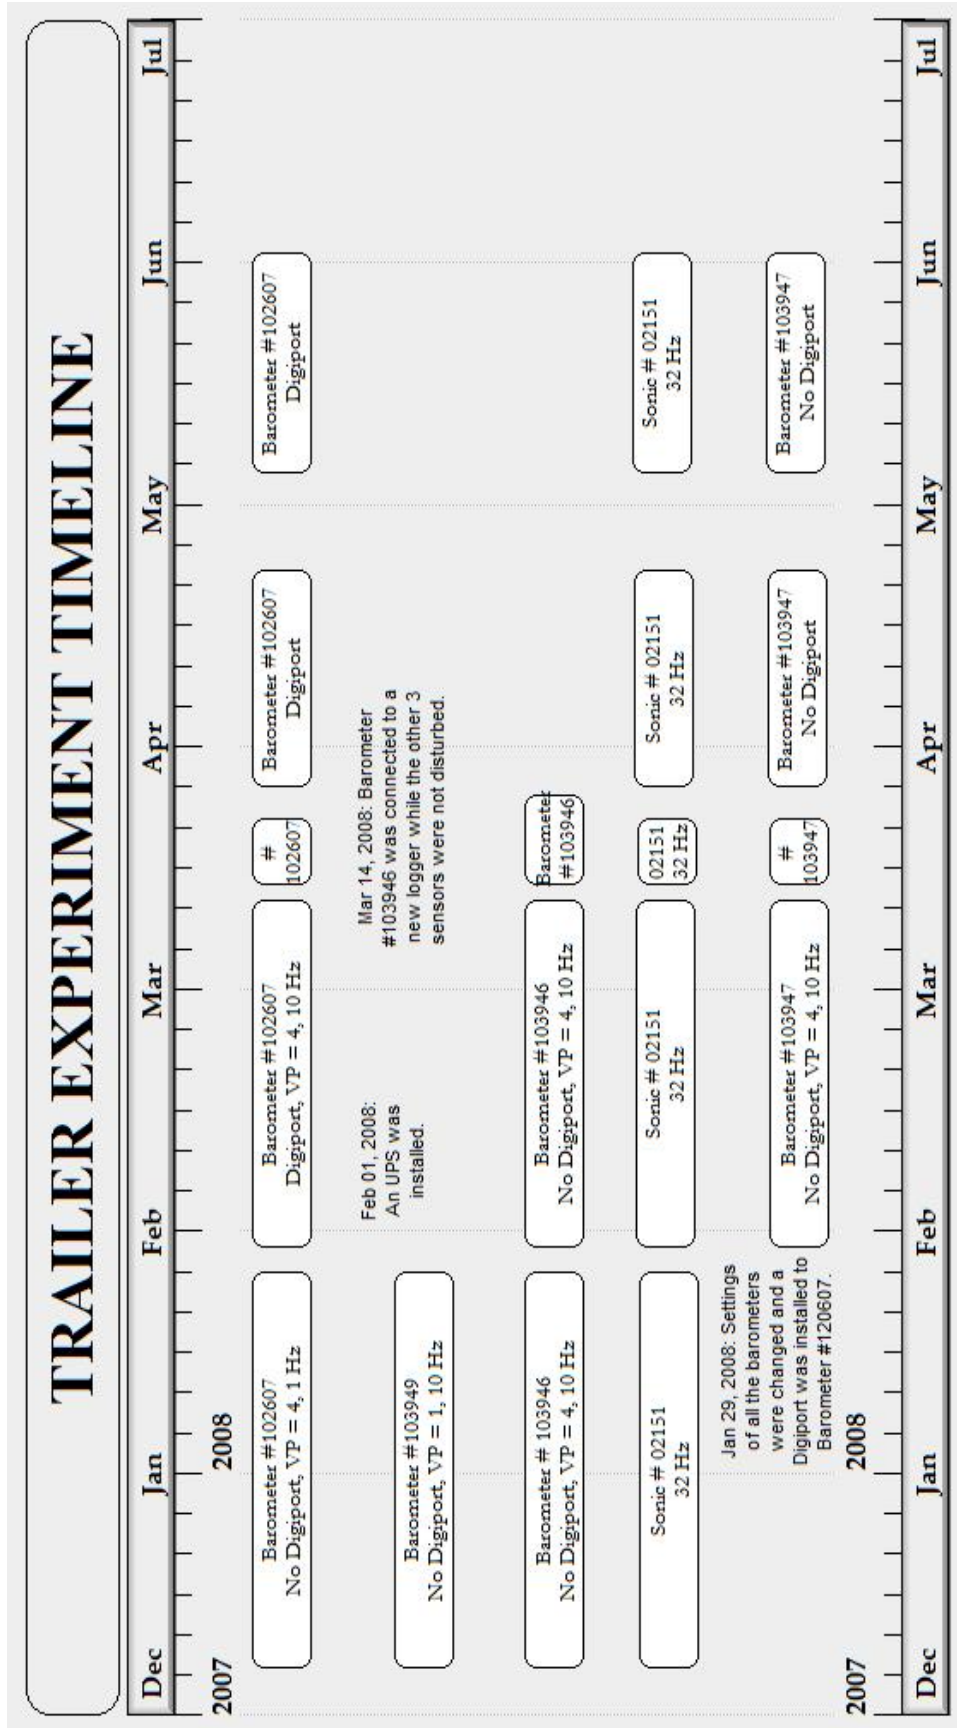 TRAILER EXPERIMENT TIMELINE
Dec
Jan
Feb
Mar
Apr
May
Jun
Jul
2007
2008
Barometer #102607
No Digiport, VP = 4, 1 Hz
Barometer #102607
Digiport, VP = 4, 10 Hz
#
102607
Barometer #102607
Digiport
Barometer #102607
Digiport
Feb 01, 2008:
An UPS was
installed.
Mar 14, 2008: Barometer
#103946 was connected to a
new logger while the other 3
sensors were not disturbed.
Barometer #103949
No Digiport, VP = 1, 10 Hz
Barometer # 103946
No Digiport, VP = 4, 10 Hz
Barometer #103946
No Digiport, VP = 4, 10 Hz
Barometer
#103946
Sonic # 02151
32 Hz
Sonic # 02151
32 Hz
02151
32 Hz
Sonic # 02151
32 Hz
Sonic # 02151
32 Hz
Jan 29, 2008: Settings
of all the barometers
were changed and a
Digiport was installed to
Barometer #120607.
Barometer #103947
No Digiport, VP = 4, 10 Hz
#
103947
Barometer #103947
No Digiport
Barometer #103947
No Digiport
2007
2008
Dec
Jan
Feb
Mar
Apr
May
Jun
Jul